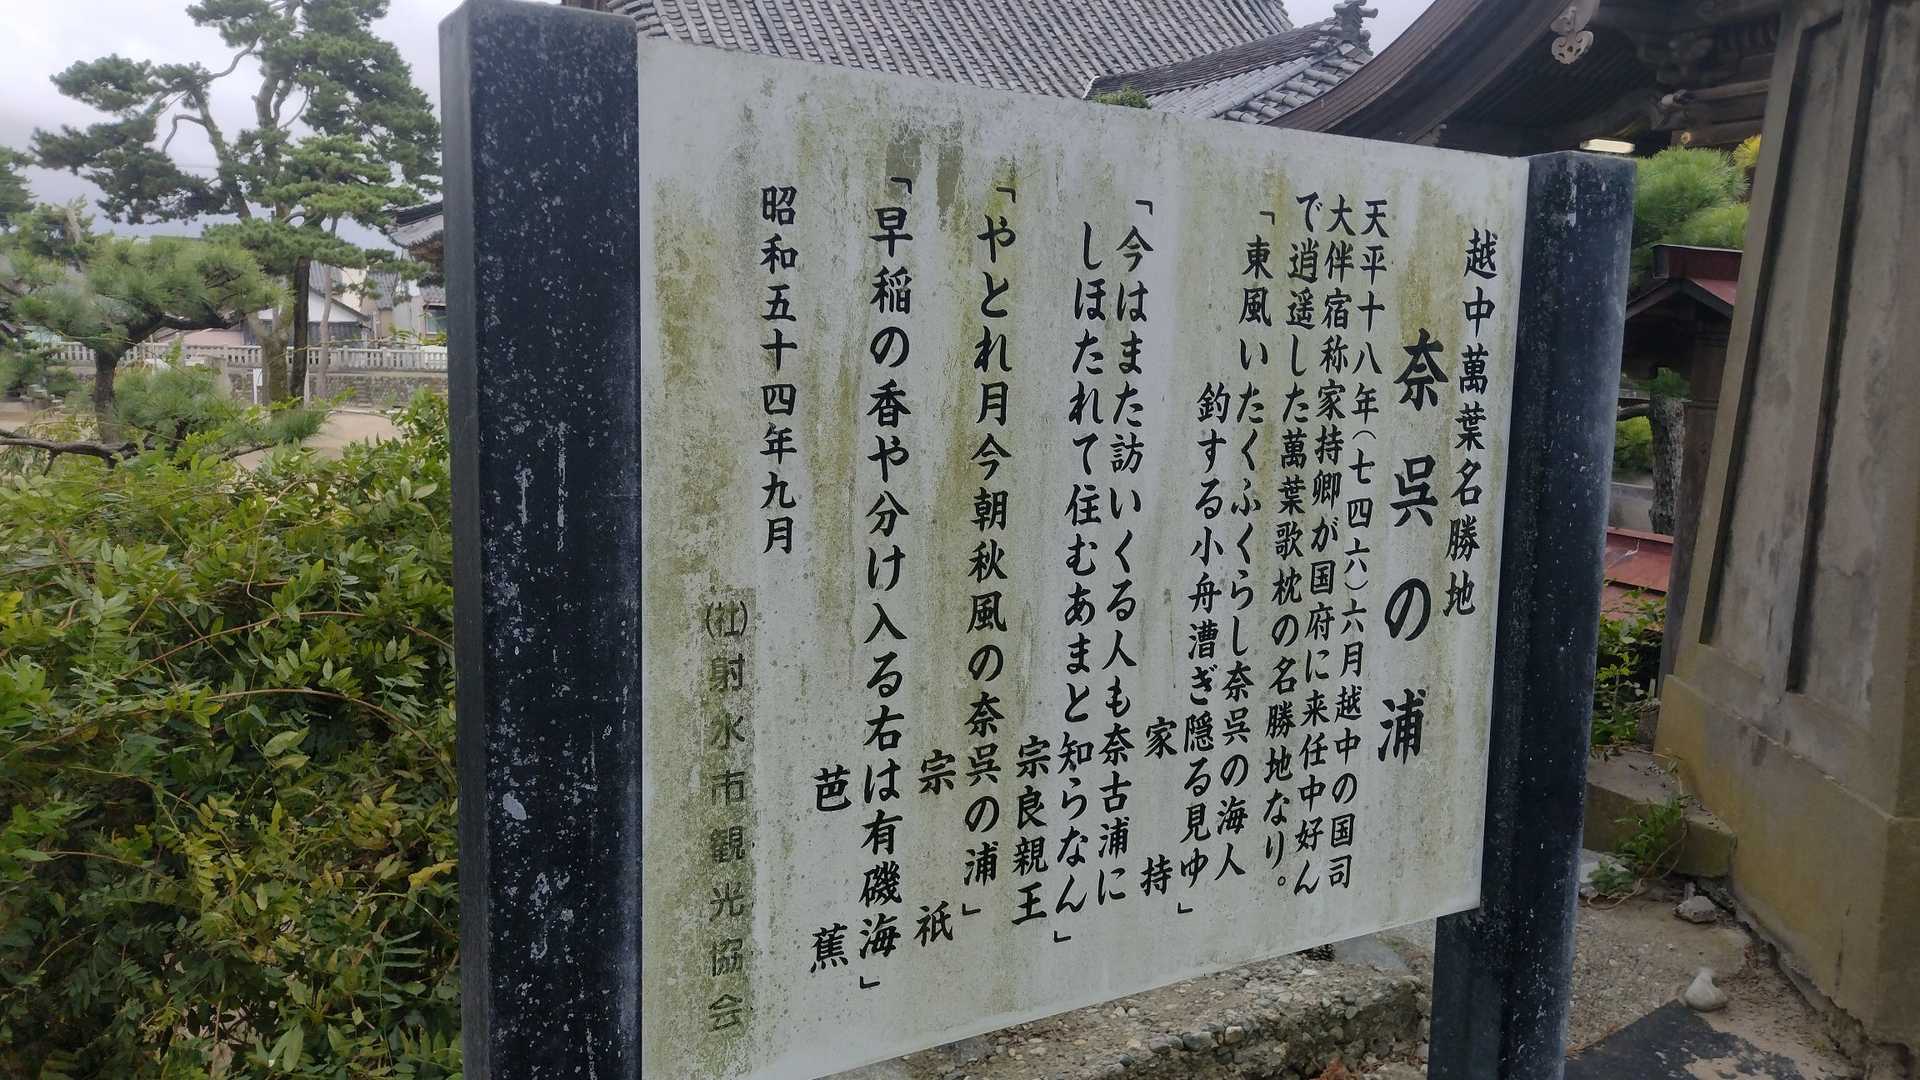 越中萬葉名勝地
奈呉の浦
天平十八年(七四六)六月越中の国司
大伴宿称家持卿が国府に来任中好ん
で逍遥した萬葉歌枕の名勝地なり。
「東風いたくふくらし奈呉の海人
釣する小舟漕ぎ隠る見ゆ」
家持
「今はまた訪いくる人も奈古浦に
しほたれて住むあまと知らなん」
宗良親王
「やとれ月今朝秋風の奈呉の浦」
宗祇
「早稲の香や分け入る右は有磯海」
芭蕉
昭和五十四年九月
(社)射水市観光協会